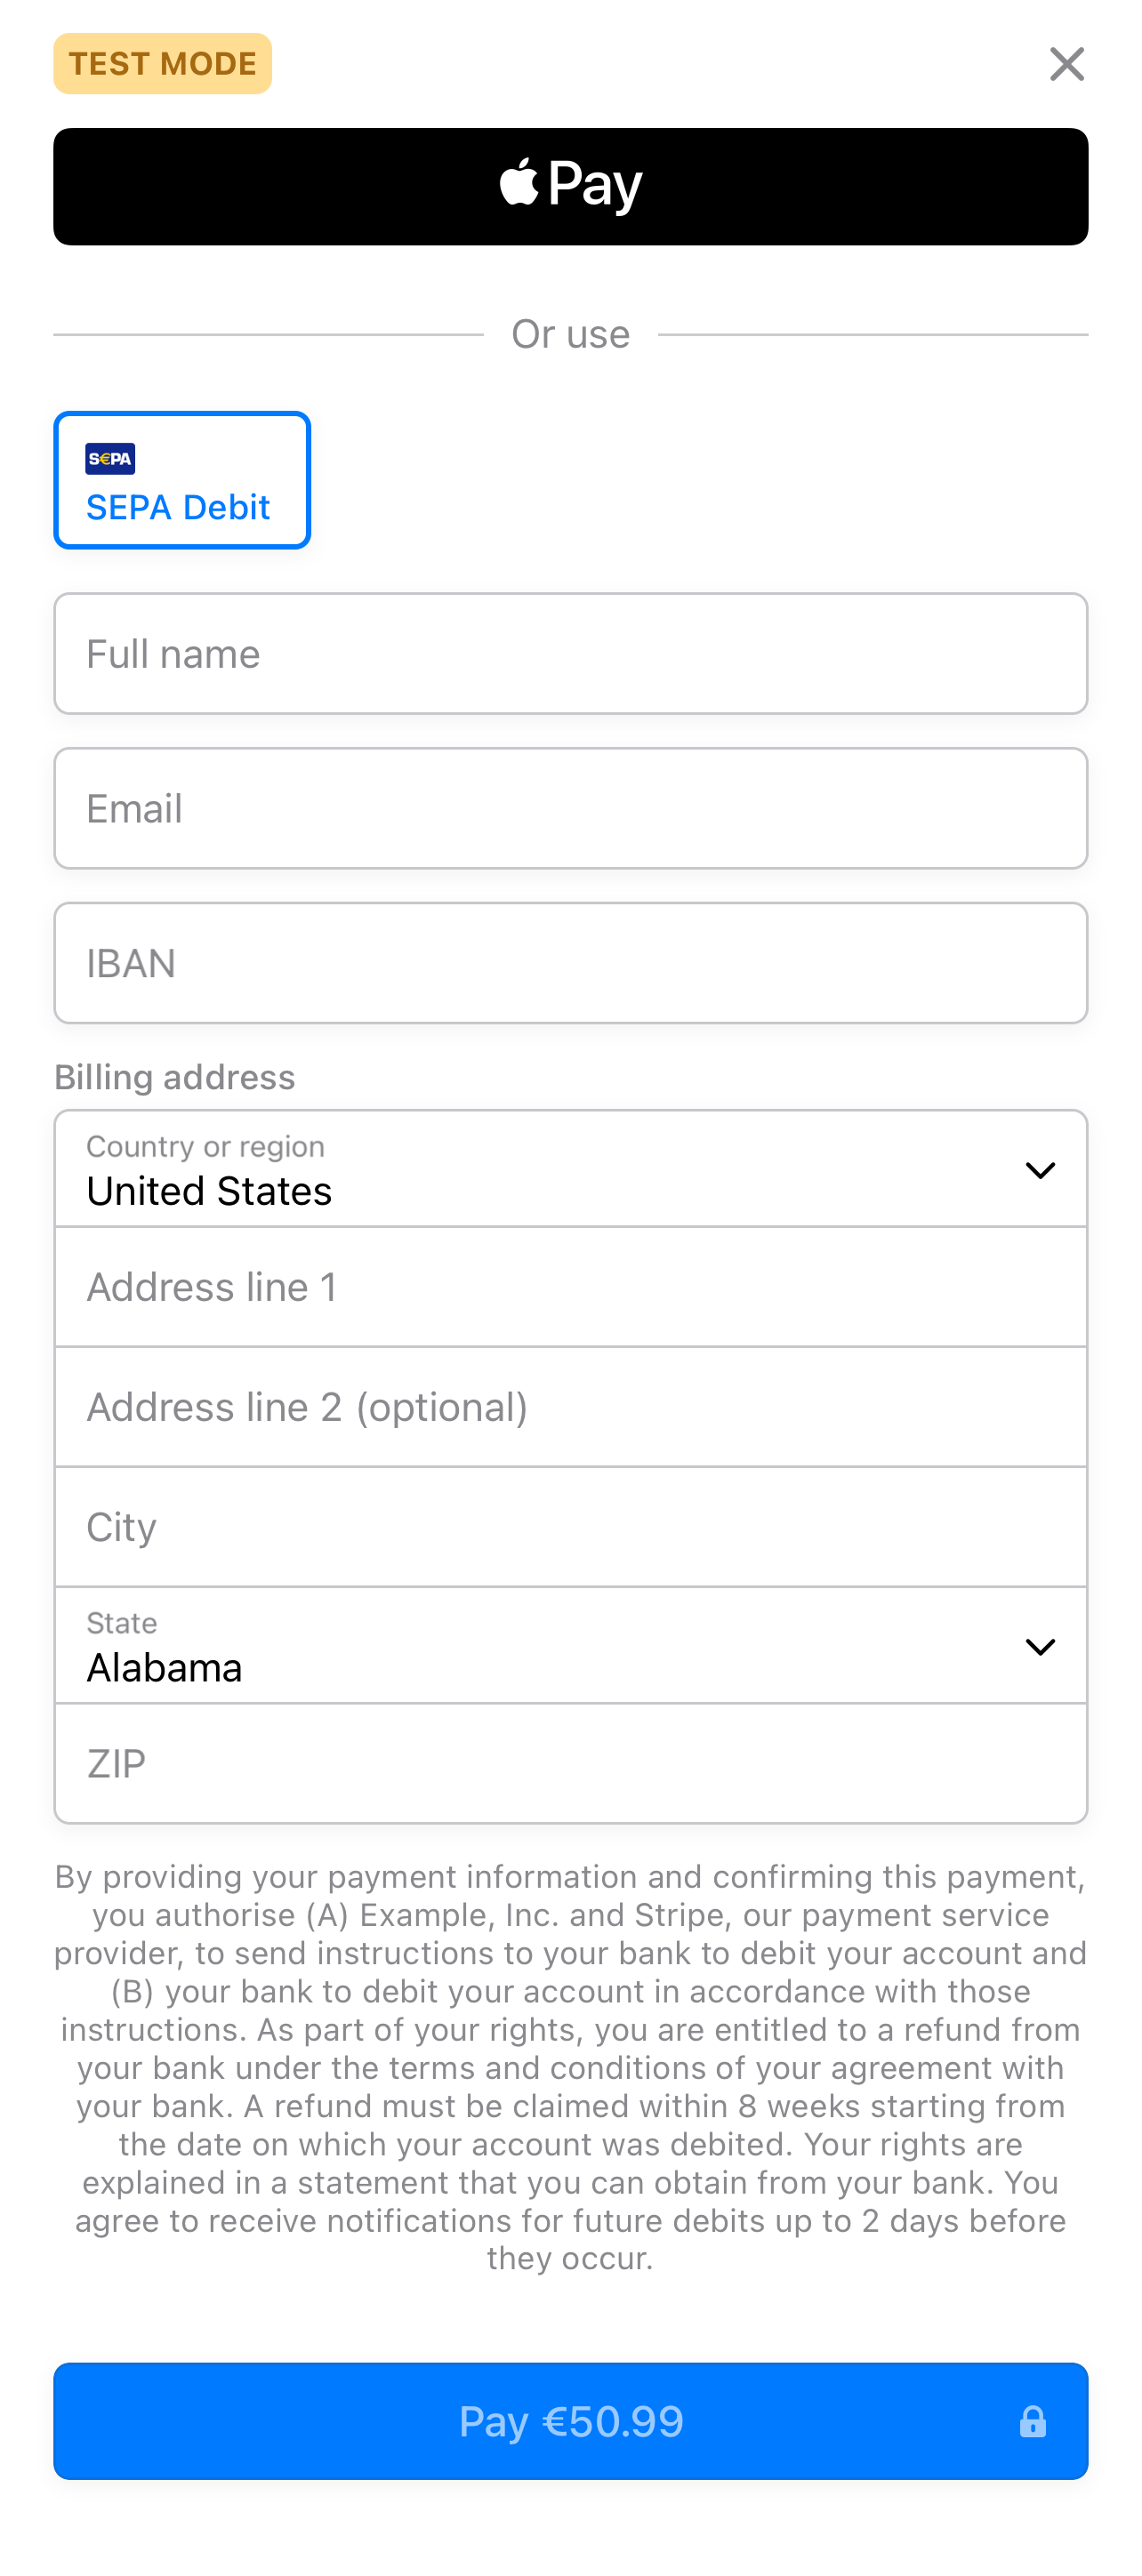 TEST MODE
Pay
Or use
S€PA
SEPA Debit
Full name
Email
IBAN
Billing address
Country or region
United States
Address line 1
Address line 2 (optional)
City
State
Alabama
ZIP
By providing your payment information and confirming this payment,
you authorise (A) Example, Inc. and Stripe, our payment service
provider, to send instructions to your bank to debit your account and
(B) your bank to debit your account in accordance with those
instructions. As part of your rights, you are entitled to a refund from
your bank under the terms and conditions of your agreement with
your bank. A refund must be claimed within 8 weeks starting from
the date on which your account was debited. Your rights are
explained in a statement that you can obtain from your bank. You
agree to receive notifications for future debits up to 2 days before
they occur.
Pay €50.99